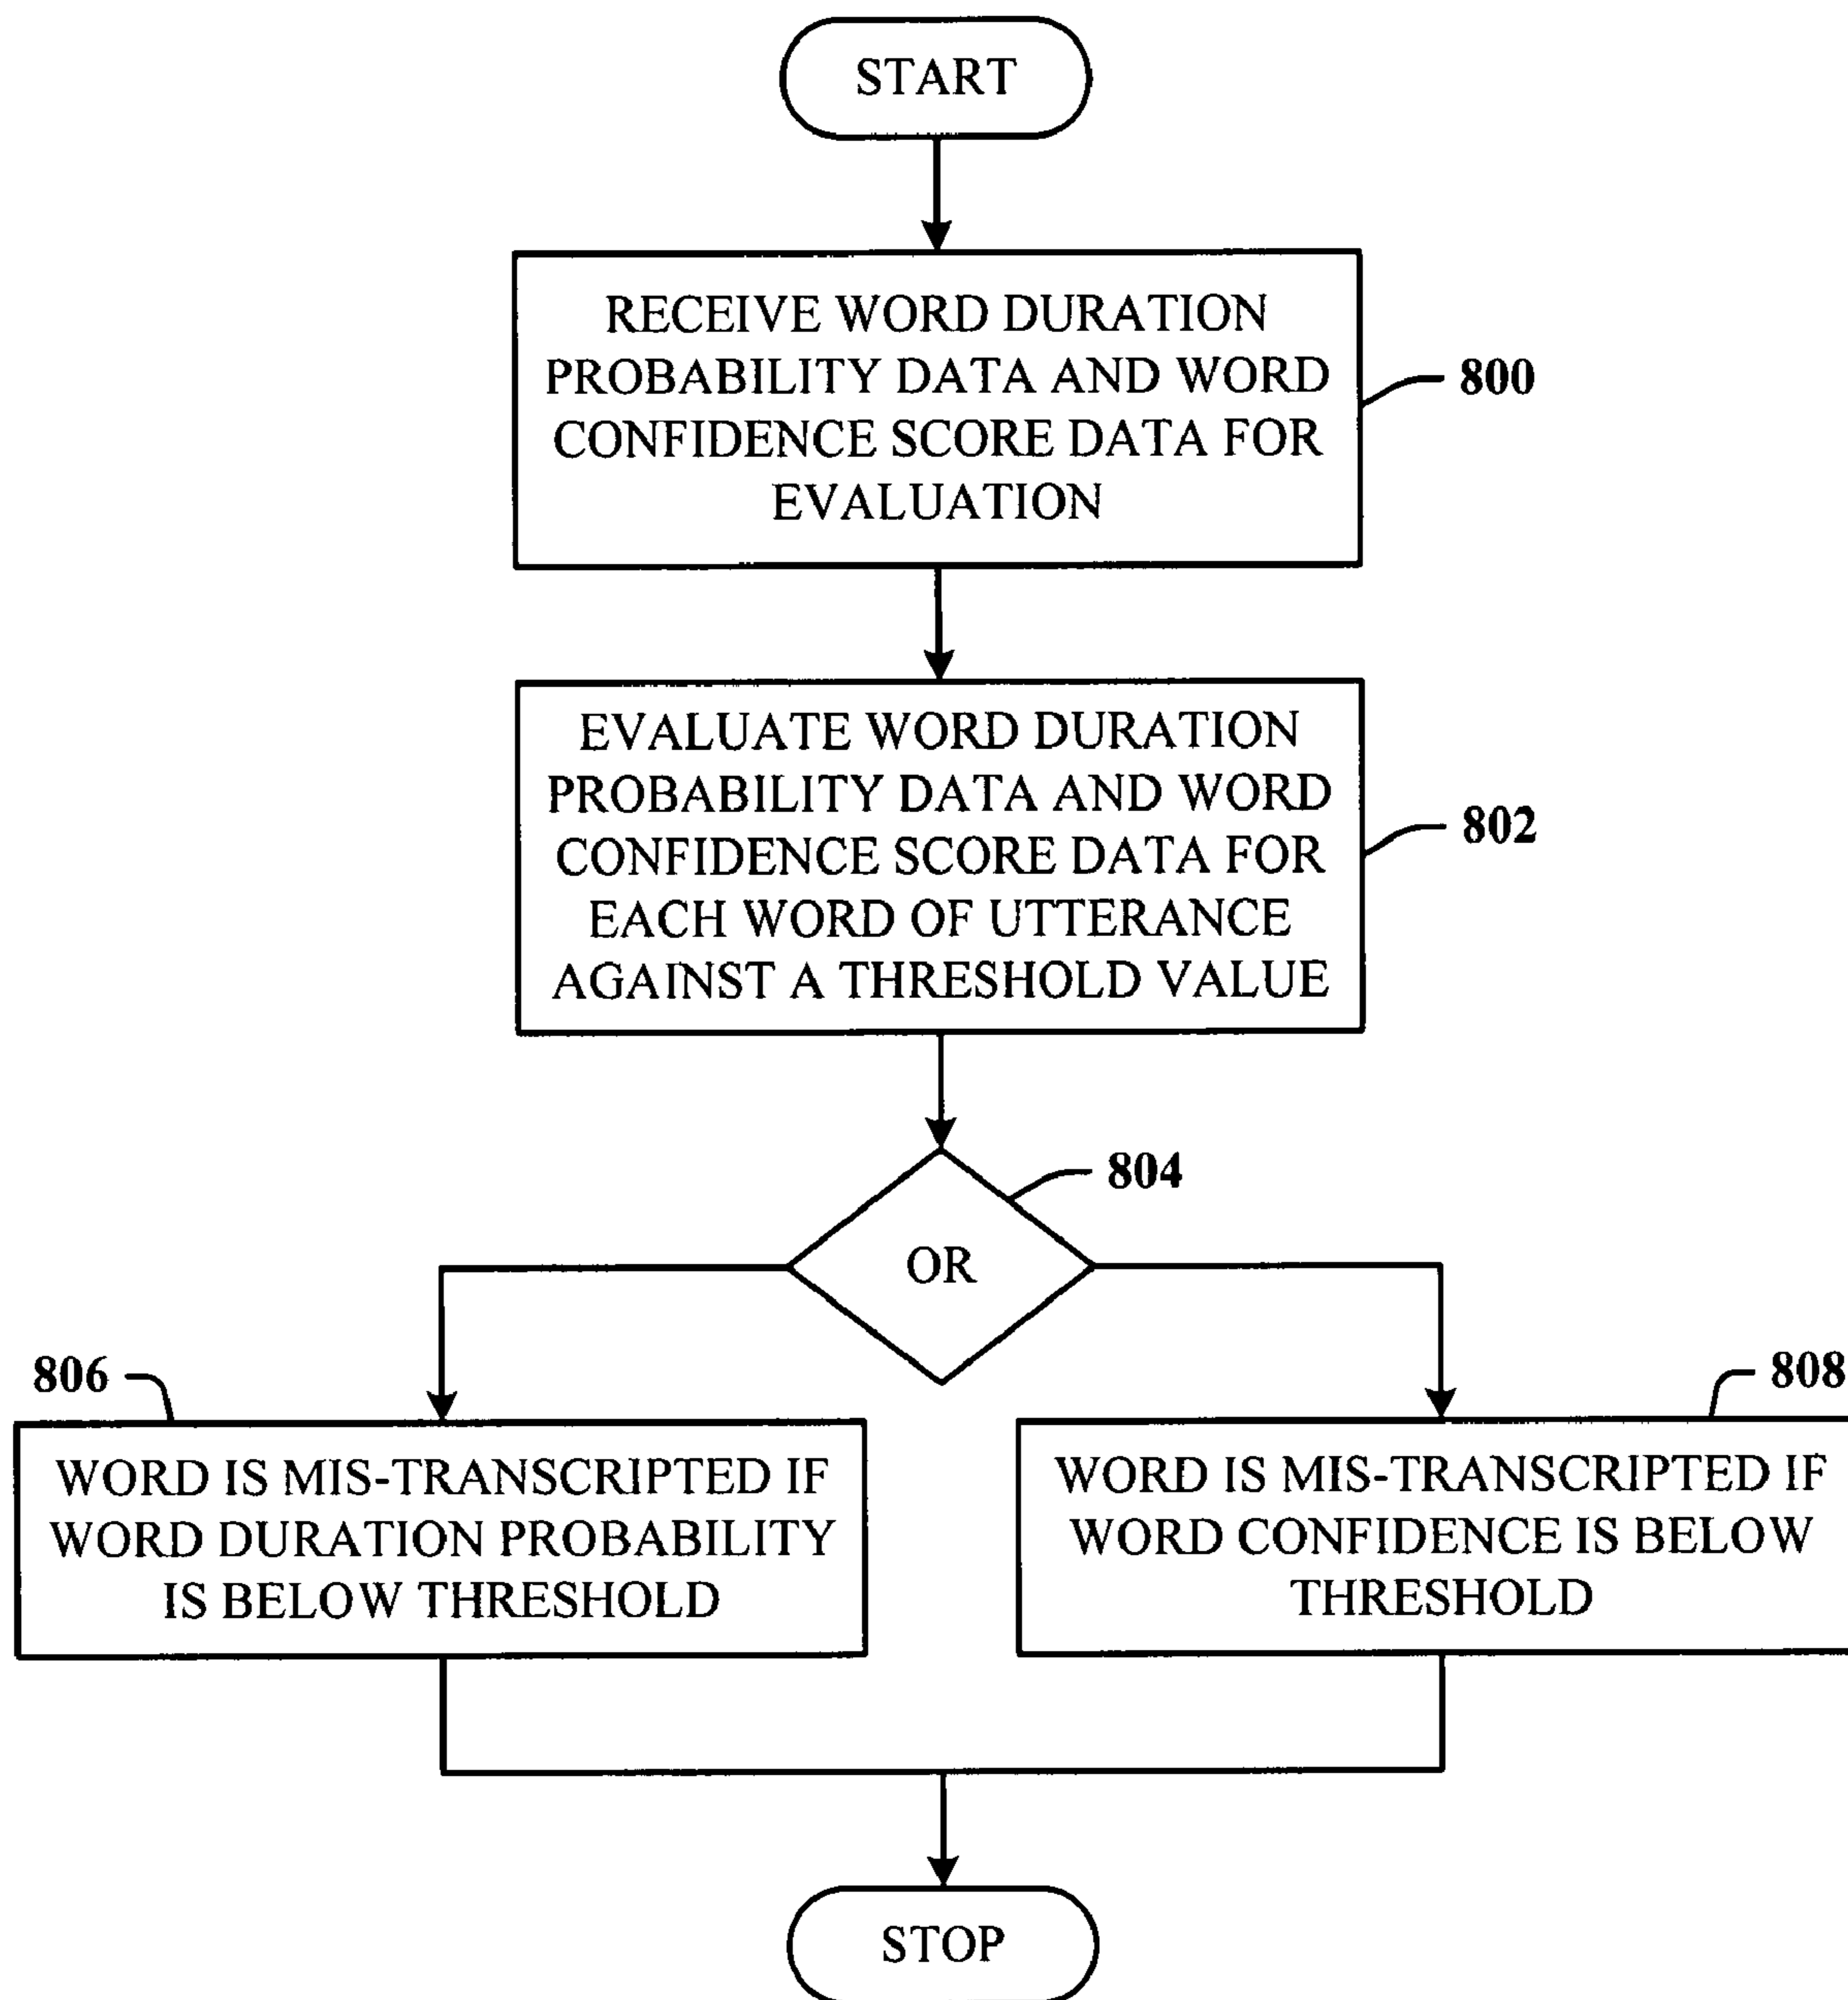 START
RECEIVE WORD DURATION
PROBABILITY DATA AND WORD
CONFIDENCE SCORE DATA FOR
EVALUATION
800
EVALUATE WORD DURATION
PROBABILITY DATA AND WORD
CONFIDENCE SCORE DATA FOR
EACH WORD OF UTTERANCE
AGAINST A THRESHOLD VALUE
802
804
OR
806
WORD IS MIS-TRANSCRIPTED IF
WORD DURATION PROBABILITY
IS BELOW THRESHOLD
808
WORD IS MIS-TRANSCRIPTED IF
WORD CONFIDENCE IS BELOW
THRESHOLD
STOP